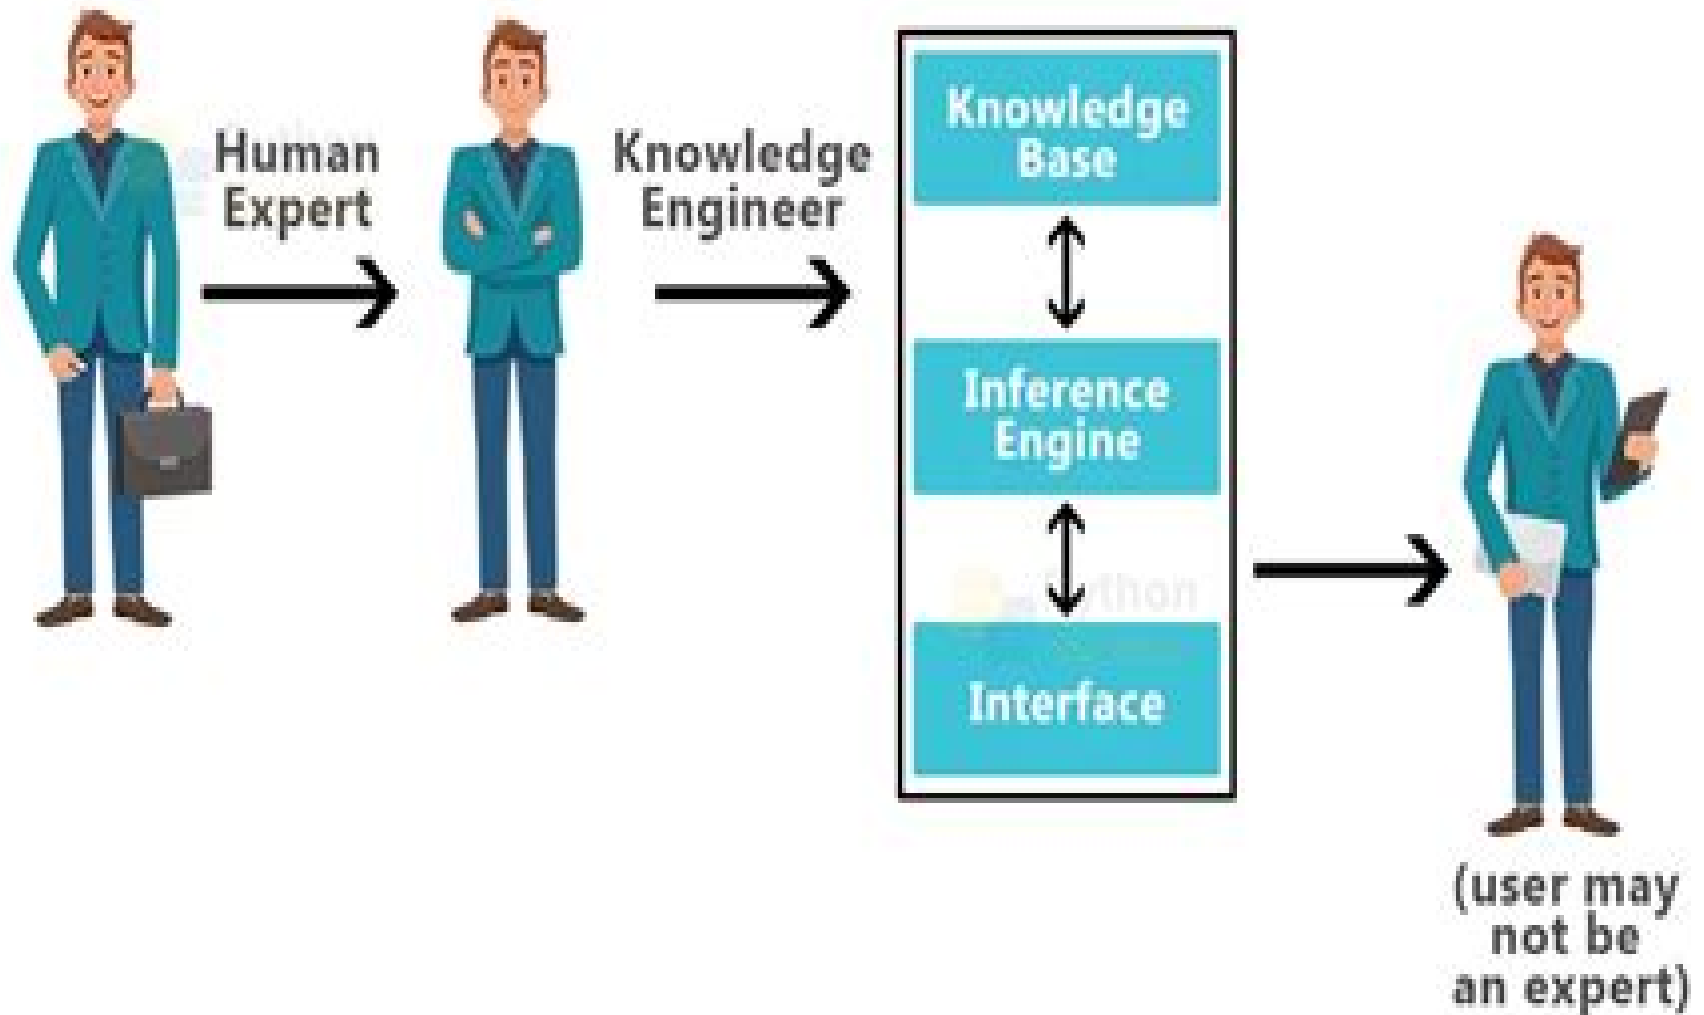 Human
Expert
Knowledge
Engineer
Knowledge
Base
Inference
Engine
Interface
(user may
not be
an expert)